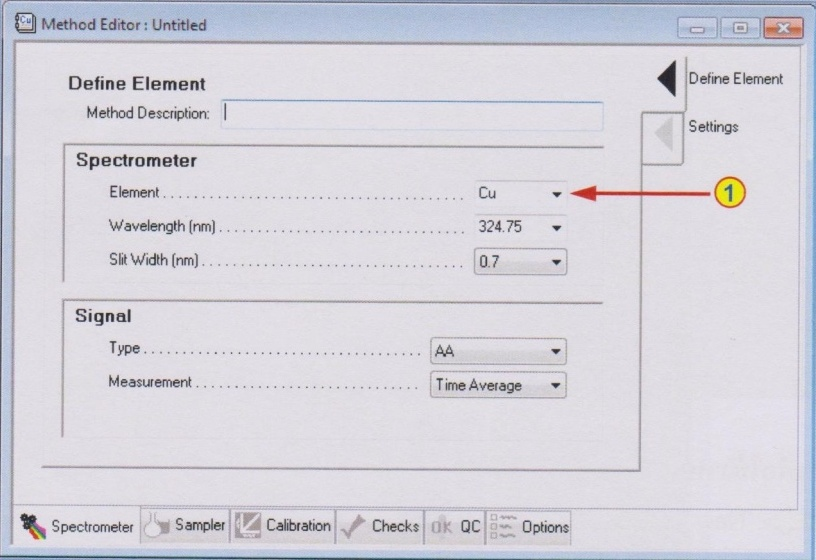 Cu Method Editor : Untitled
Define Element
Method Description:
Spectrometer
Element . . . . . . . . . . . . . . . . . . . . . . . . . . . . . . . . . . . Cu 1
Wavelength (nm) . . . . . . . . . . . . . . . . . . . . . . . . . . . . 324.75
Slit Width (nm) . . . . . . . . . . . . . . . . . . . . . . . . . . . . . . 0.7
Signal
Type . . . . . . . . . . . . . . . . . . . . . . . . . . . . . . . . AA
Measurement . . . . . . . . . . . . . . . . . . . . . . . . . Time Average
Define Element
Settings
Spectrometer Sampler Calibration Checks OK QC Options